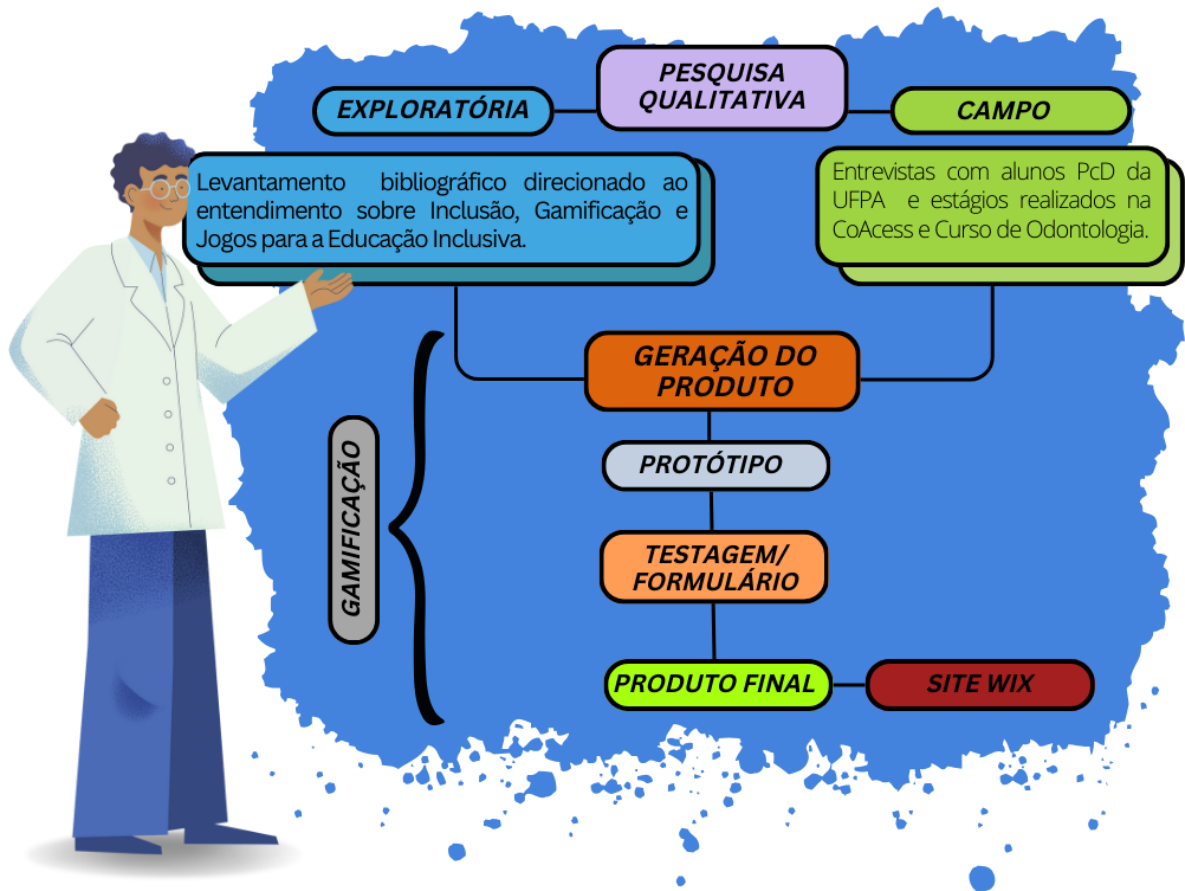 PESQUISA
QUALITATIVA
EXPLORATÓRIA
CAMPO
Levantamento bibliográfico direcionado ao
entendimento sobre Inclusão, Gamificação e
Jogos para a Educação Inclusiva.
Entrevistas com alunos PcD da
UFPA e estágios realizados na
CoAcess e Curso de Odontologia.
GERAÇÃO DO
PRODUTO
GAMIFICAÇÃO
PROTÓTIPO
TESTAGEM/
FORMULÁRIO
PRODUTO FINAL
SITE WIX